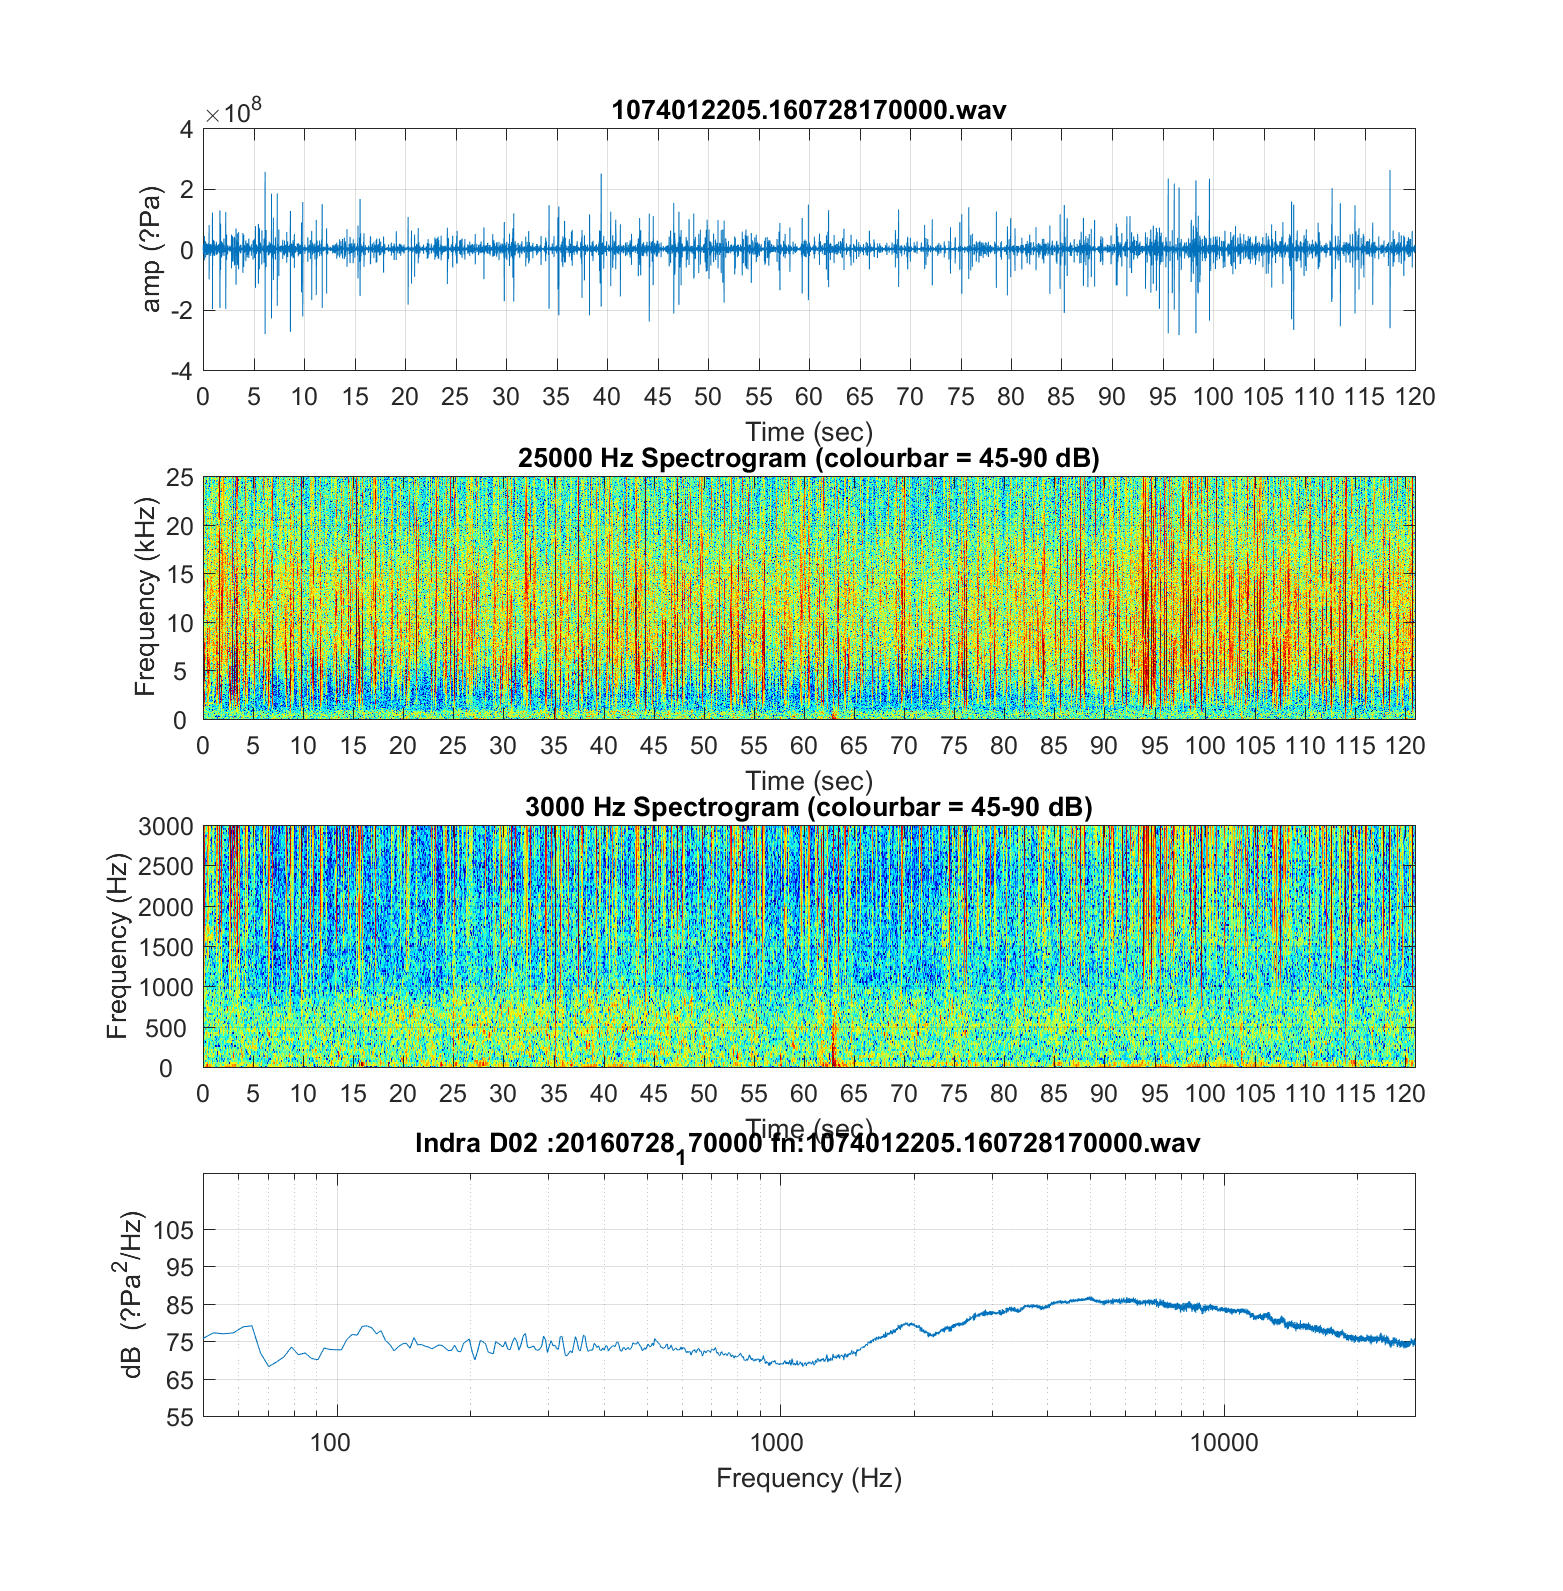 1074012205.160728170000.wav
×10^8
4
2
0
-2
-4
amp (?Pa)
0 5 10 15 20 25 30 35 40 45 50 55 60 65 70 75 80 85 90 95 100 105 110 115 120
Time (sec)
25000 Hz Spectrogram (colourbar = 45-90 dB)
25
20
15
10
5
0
Frequency (kHz)
0 5 10 15 20 25 30 35 40 45 50 55 60 65 70 75 80 85 90 95 100 105 110 115 120
Time (sec)
3000 Hz Spectrogram (colourbar = 45-90 dB)
3000
2500
2000
1500
1000
500
0
Frequency (Hz)
0 5 10 15 20 25 30 35 40 45 50 55 60 65 70 75 80 85 90 95 100 105 110 115 120
Time (sec)
Indra D02 :20160728_170000 fn:1074012205.160728170000.wav
105
95
85
75
65
55
dB (?Pa^2/Hz)
100 1000 10000
Frequency (Hz)